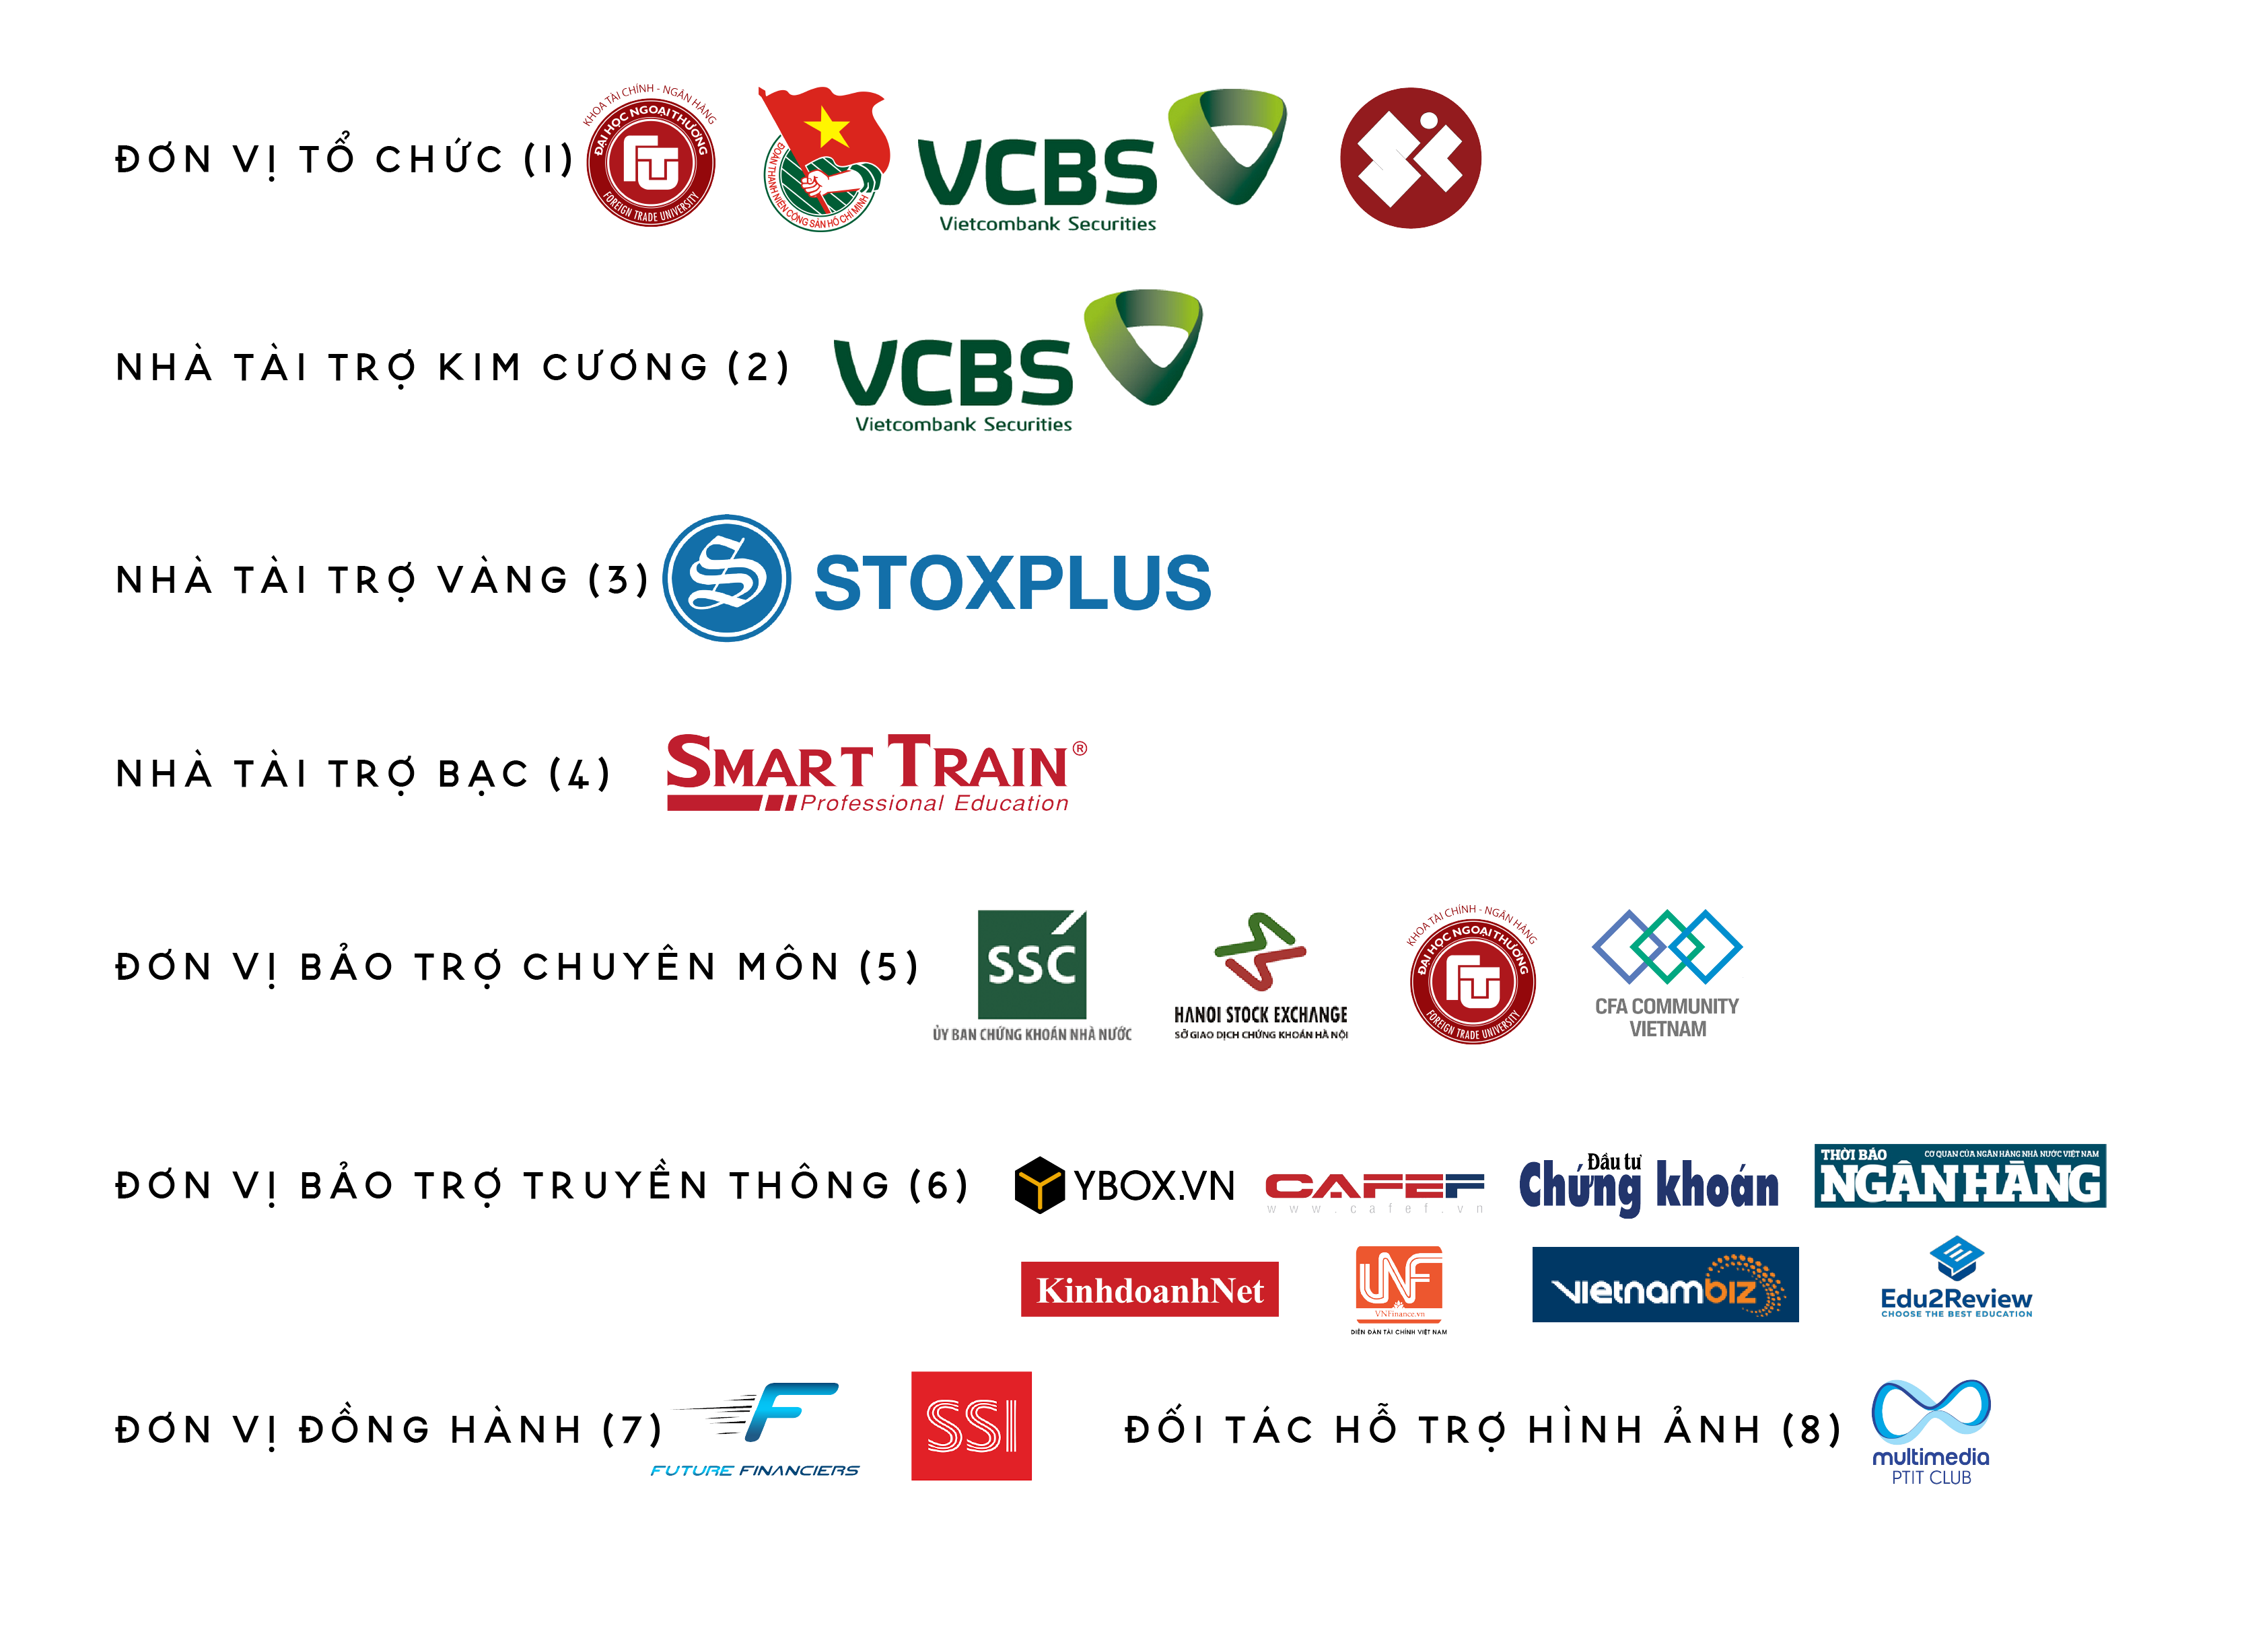 ĐƠN VỊ TỔ CHỨC (1)
KHOA TÀI CHÍNH - NGÂN HÀNG
ĐẠI HỌC NGOẠI THƯƠNG
FTU
FOREIGN TRADE UNIVERSITY
ĐOÀN THANH NIÊN CỘNG SẢN HỒ CHÍ MINH
VCBS
Vietcombank Securities
NHÀ TÀI TRỢ KIM CƯƠNG (2)
VCBS
Vietcombank Securities
NHÀ TÀI TRỢ VÀNG (3)
S
STOXPLUS
NHÀ TÀI TRỢ BẠC (4)
SMART TRAIN®
Professional Education
ĐƠN VỊ BẢO TRỢ CHUYÊN MÔN (5)
SSC
ỦY BAN CHỨNG KHOÁN NHÀ NƯỚC
HANOI STOCK EXCHANGE
SỞ GIAO DỊCH CHỨNG KHOÁN HÀ NỘI
KHOA TÀI CHÍNH - NGÂN HÀNG
ĐẠI HỌC NGOẠI THƯƠNG
FTU
FOREIGN TRADE UNIVERSITY
CFA COMMUNITY
VIETNAM
ĐƠN VỊ BẢO TRỢ TRUYỀN THÔNG (6)
YBOX.VN
CAFEF
www.cafef.vn
Đầu tư
Chứng khoán
THỜI BÁO CƠ QUAN CỦA NGÂN HÀNG NHÀ NƯỚC VIỆT NAM
NGÂN HÀNG
KinhdoanhNet
VNF
VNFinance.vn
DIỄN ĐÀN TÀI CHÍNH VIỆT NAM
vietnambiz
Edu2Review
CHOOSE THE BEST EDUCATION
ĐƠN VỊ ĐỒNG HÀNH (7)
F
FUTURE FINANCIERS
SSI
ĐỐI TÁC HỖ TRỢ HÌNH ẢNH (8)
multimedia
PTIT CLUB